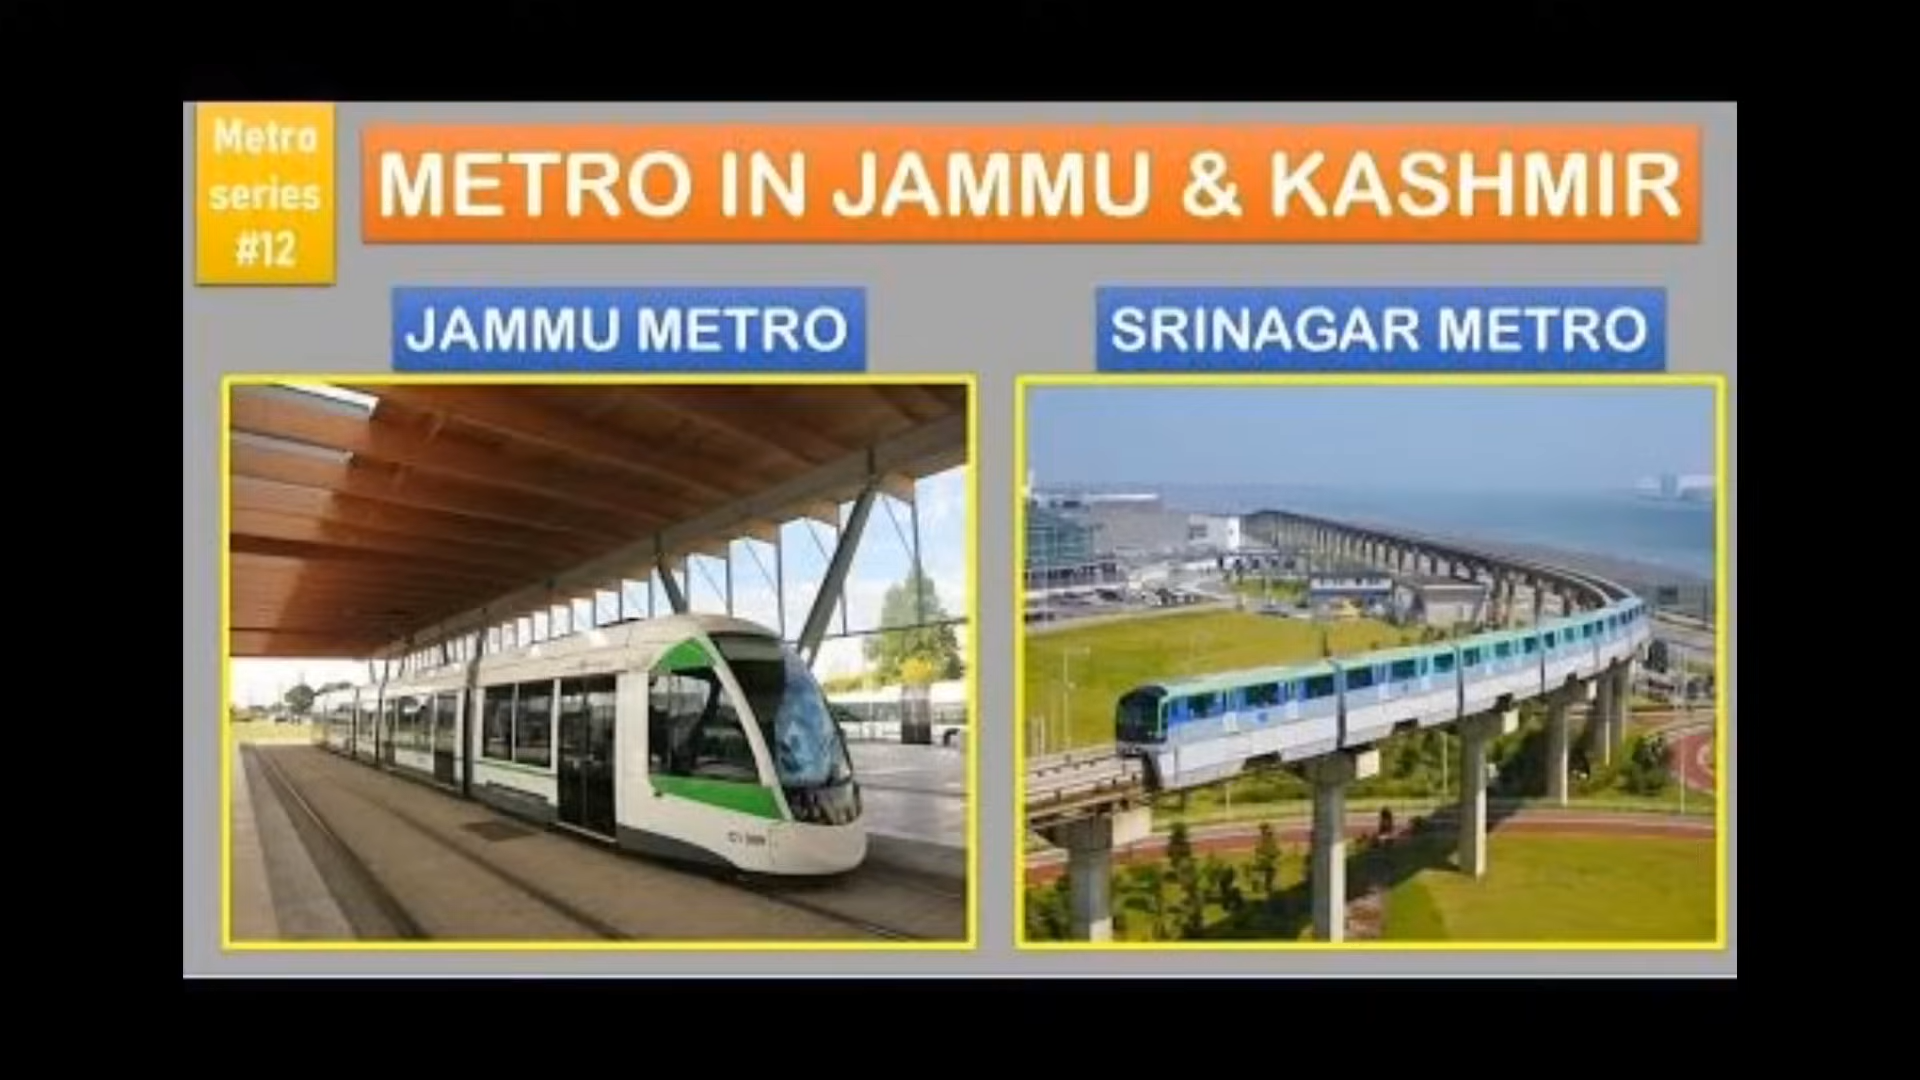 Metro
series
#12
METRO IN JAMMU & KASHMIR
JAMMU METRO
SRINAGAR METRO